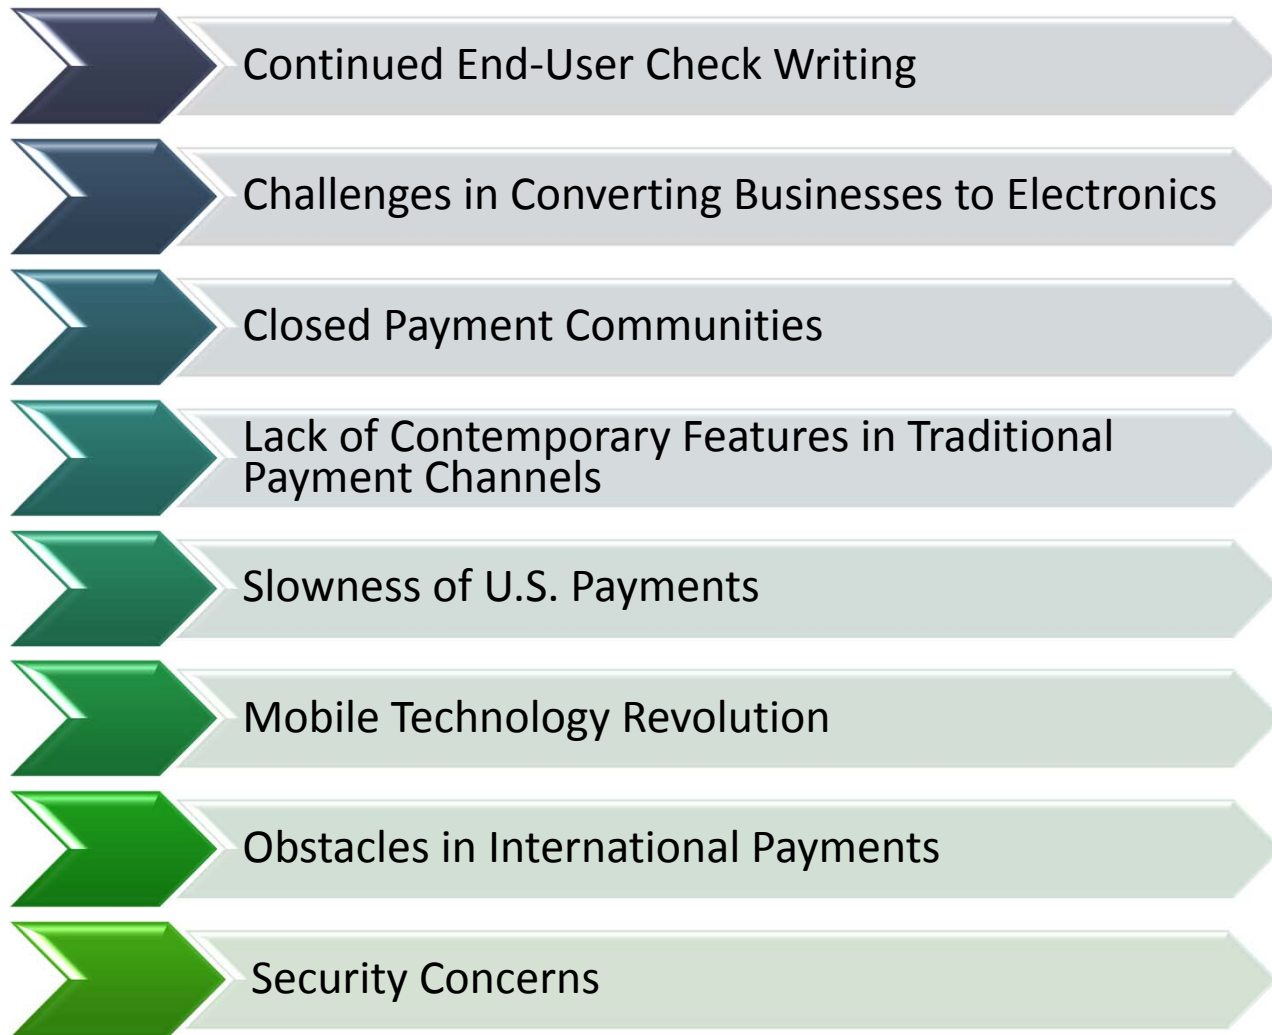 Continued End-User Check Writing
Challenges in Converting Businesses to Electronics
Closed Payment Communities
Lack of Contemporary Features in Traditional
Payment Channels
Slowness of U.S. Payments
Mobile Technology Revolution
Obstacles in International Payments
Security Concerns